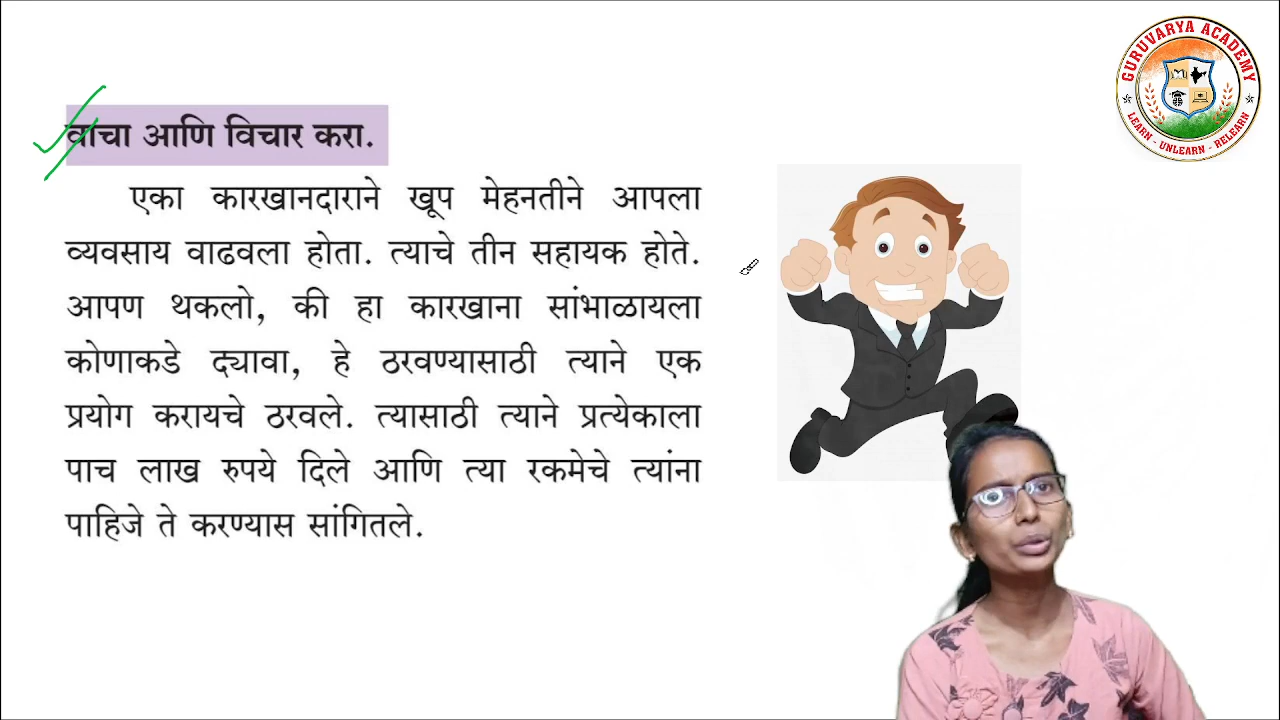 GURUVARYA ACADEMY
LEARN - UNLEARN - RELEARN
वाचा आणि विचार करा.
एका कारखानदाराने खूप मेहनतीने आपला
व्यवसाय वाढवला होता. त्याचे तीन सहायक होते.
आपण थकलो, की हा कारखाना सांभाळायला
कोणाकडे द्यावा, हे ठरवण्यासाठी त्याने एक
प्रयोग करायचे ठरवले. त्यासाठी त्याने प्रत्येकाला
पाच लाख रुपये दिले आणि त्या रकमेचे त्यांना
पाहिजे ते करण्यास सांगितले.